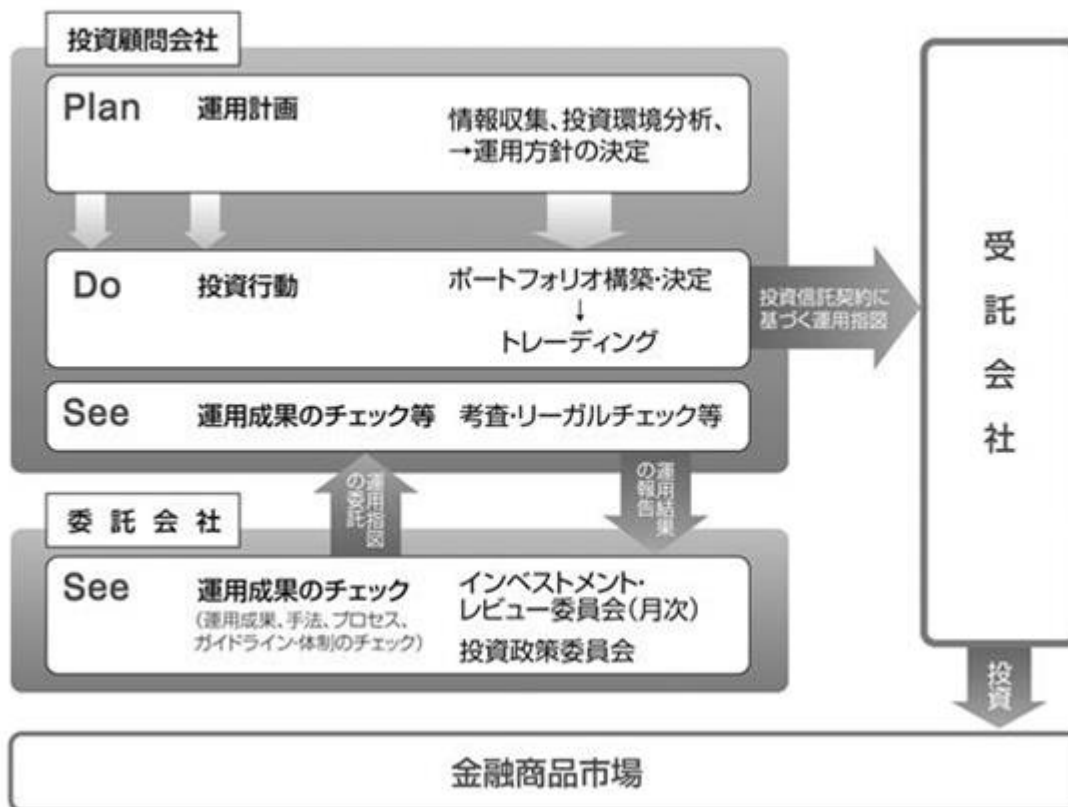 投資顧問会社
Plan 運用計画
情報収集、投資環境分析、
→運用方針の決定
Do 投資行動
ポートフォリオ構築・決定
↓
トレーディング
投資信託契約に
基づく運用指図
See 運用成果のチェック等 考査・リーガルチェック等
運用指図
の委託
運用結果
の報告
委託会社
See 運用成果のチェック
(運用成果、手法、プロセス、
ガイドライン・体制のチェック)
インベストメント・
レビュー委員会(月次)
投資政策委員会
受託会社
投資
金融商品市場